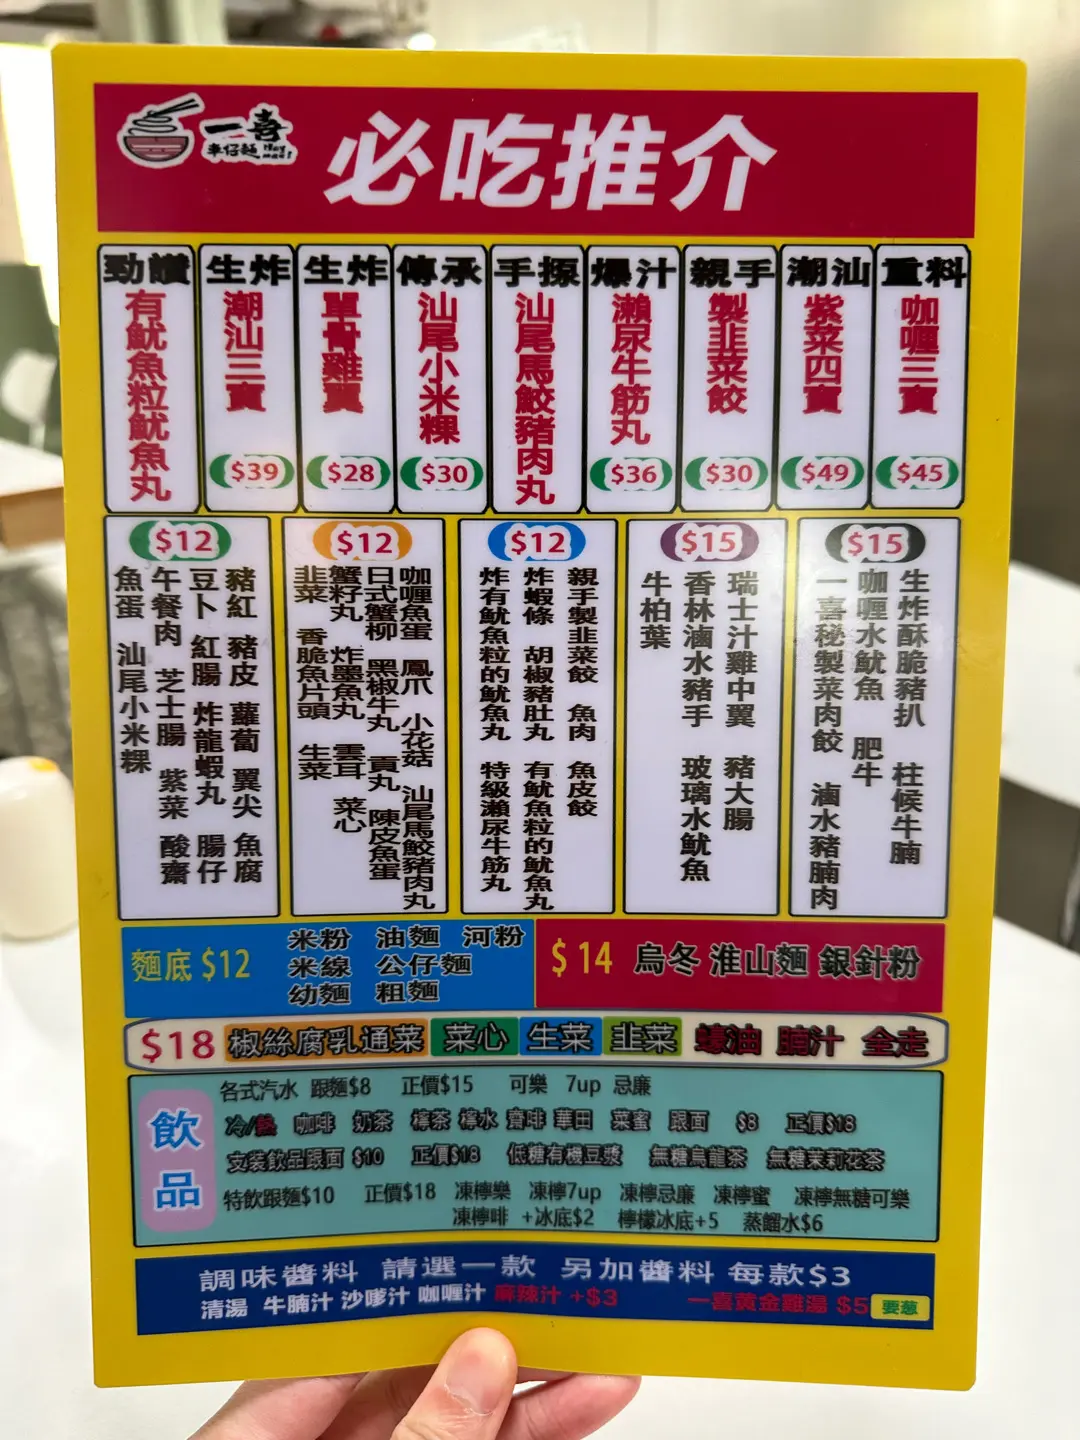 一喜
車仔麵
必吃推介
勁讚
有魷魚粒魷魚丸
生炸
潮汕三寶
$39
生炸
單骨雞翼
$28
傳承
汕尾小米粿
$30
手揼
汕尾馬鮫豬肉丸
爆汁
瀨尿牛筋丸
$36
親手
製韭菜餃
$30
潮汕
紫菜四寶
$49
重料
咖喱三寶
$45
$12
豬紅 豬皮 蘿蔔 翼尖 魚腐
豆卜 紅腸 炸龍蝦丸 腸仔
午餐肉 芝士腸 紫菜 酸齋
魚蛋 汕尾小米粿
$12
咖喱魚蛋 鳳爪 小花菇 汕尾馬鮫豬肉丸
日式蟹柳 黑椒牛丸 貢丸 陳皮魚蛋
蟹籽丸 炸墨魚丸 雲耳 菜心
韭菜 香脆魚片頭 生菜
$12
親手製韭菜餃 魚肉 魚皮餃
炸蝦條 胡椒豬肚丸 有魷魚粒的魷魚丸
炸有魷魚粒的魷魚丸 特級瀨尿牛筋丸
$15
瑞士汁雞中翼 豬大腸
香林滷水豬手 玻璃水魷魚
牛柏葉
$15
生炸酥脆豬扒 柱候牛腩
咖喱水魷魚 肥牛
一喜秘製菜肉餃 滷水豬腩肉
麵底 $12
米粉 油麵 河粉
米線 公仔麵
幼麵 粗麵
$14 烏冬 淮山麵 銀針粉
$18 椒絲腐乳通菜 菜心 生菜 韭菜 蠔油 腩汁 全走
飲品
各式汽水 跟麵$8 正價$15 可樂 7up 忌廉
冷/熱 咖啡 奶茶 檸茶 檸水 齋啡 華田 菜蜜 跟面 $8 正價$18
支裝飲品跟面 $10 正價$18 低糖有機豆漿 無糖烏龍茶 無糖茉莉花茶
特飲跟麵$10 正價$18 凍檸樂 凍檸7up 凍檸忌廉 凍檸蜜 凍檸無糖可樂
凍檸啡 +冰底$2 檸檬冰底+5 蒸餾水$6
調味醬料 請選一款 另加醬料 每款$3
清湯 牛腩汁 沙嗲汁 咖喱汁 麻辣汁 +$3 一喜黃金雞湯 $5 要蔥